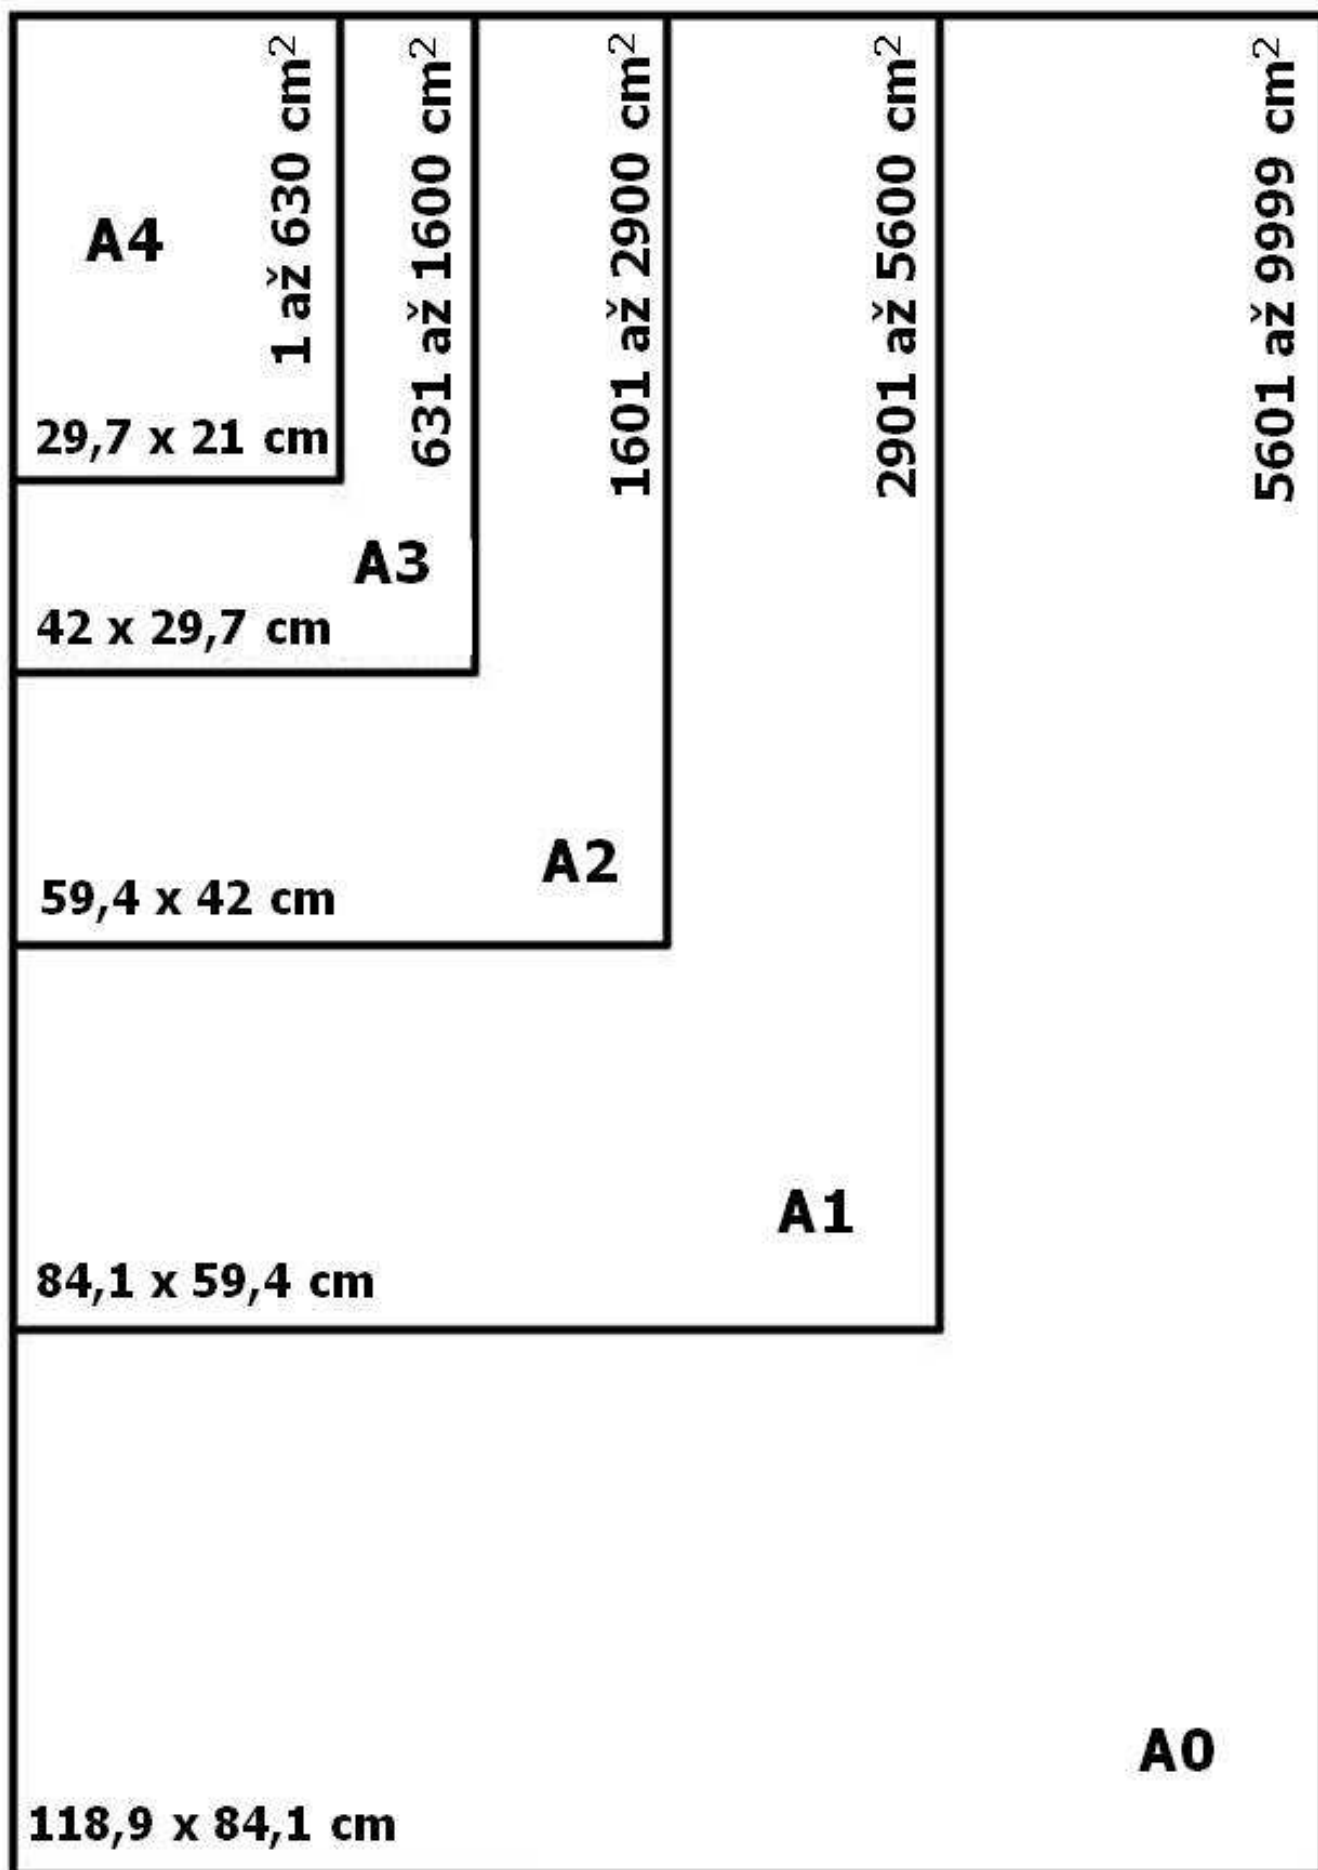 A4
1 až 630 cm²
29,7 x 21 cm
631 až 1600 cm²
A3
42 x 29,7 cm
1601 až 2900 cm²
A2
59,4 x 42 cm
2901 až 5600 cm²
A1
84,1 x 59,4 cm
5601 až 9999 cm²
A0
118,9 x 84,1 cm